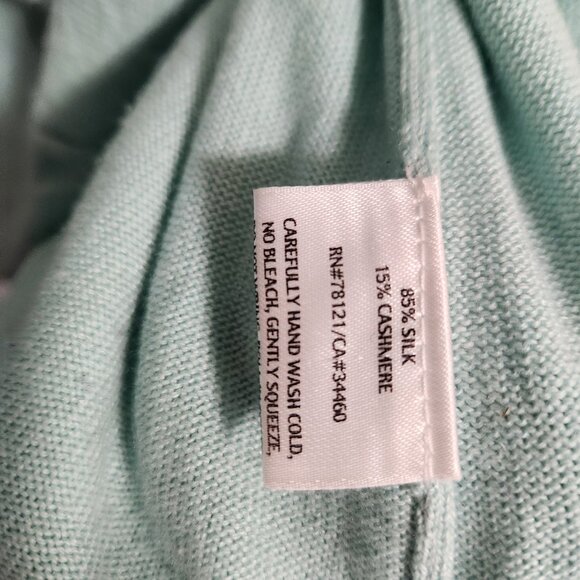 85% SILK
15% CASHMERE
RN#78121/CA#34460
CAREFULLY HAND WASH COLD,
NO BLEACH, GENTLY SQUEEZE,